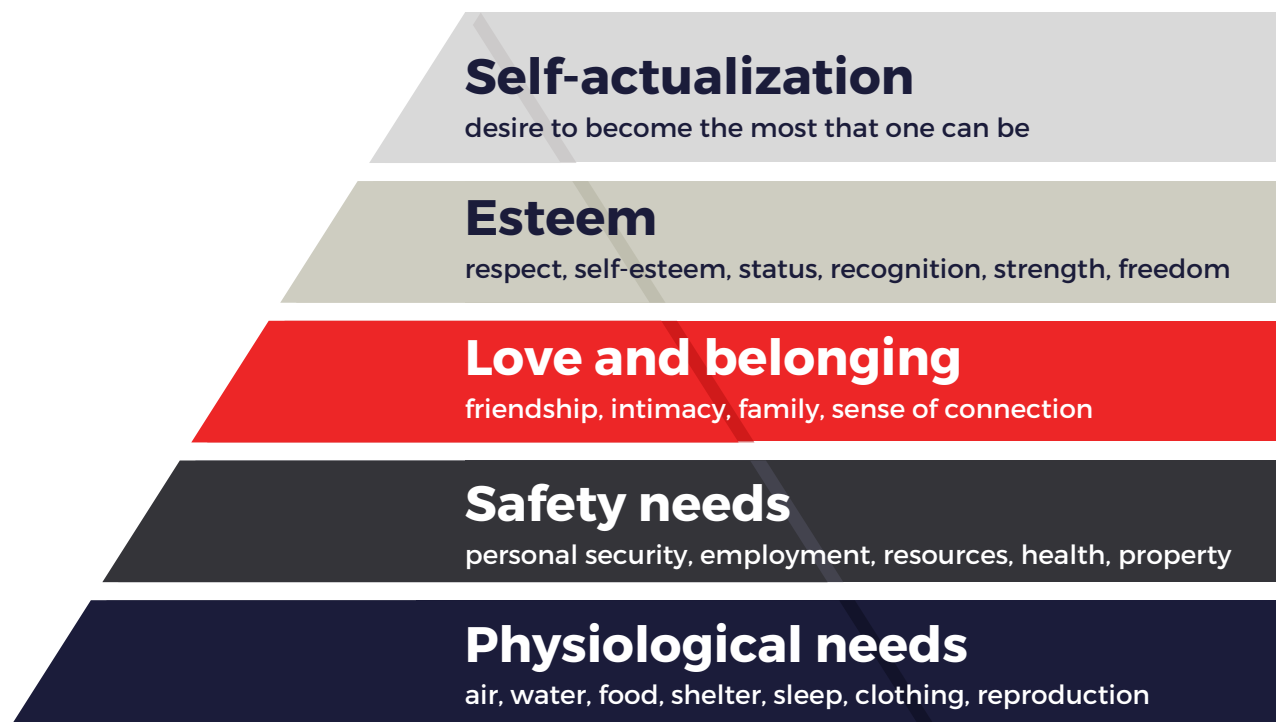 Self-actualization
desire to become the most that one can be
Esteem
respect, self-esteem, status, recognition, strength, freedom
Love and belonging
friendship, intimacy, family, sense of connection
Safety needs
personal security, employment, resources, health, property
Physiological needs
air, water, food, shelter, sleep, clothing, reproduction